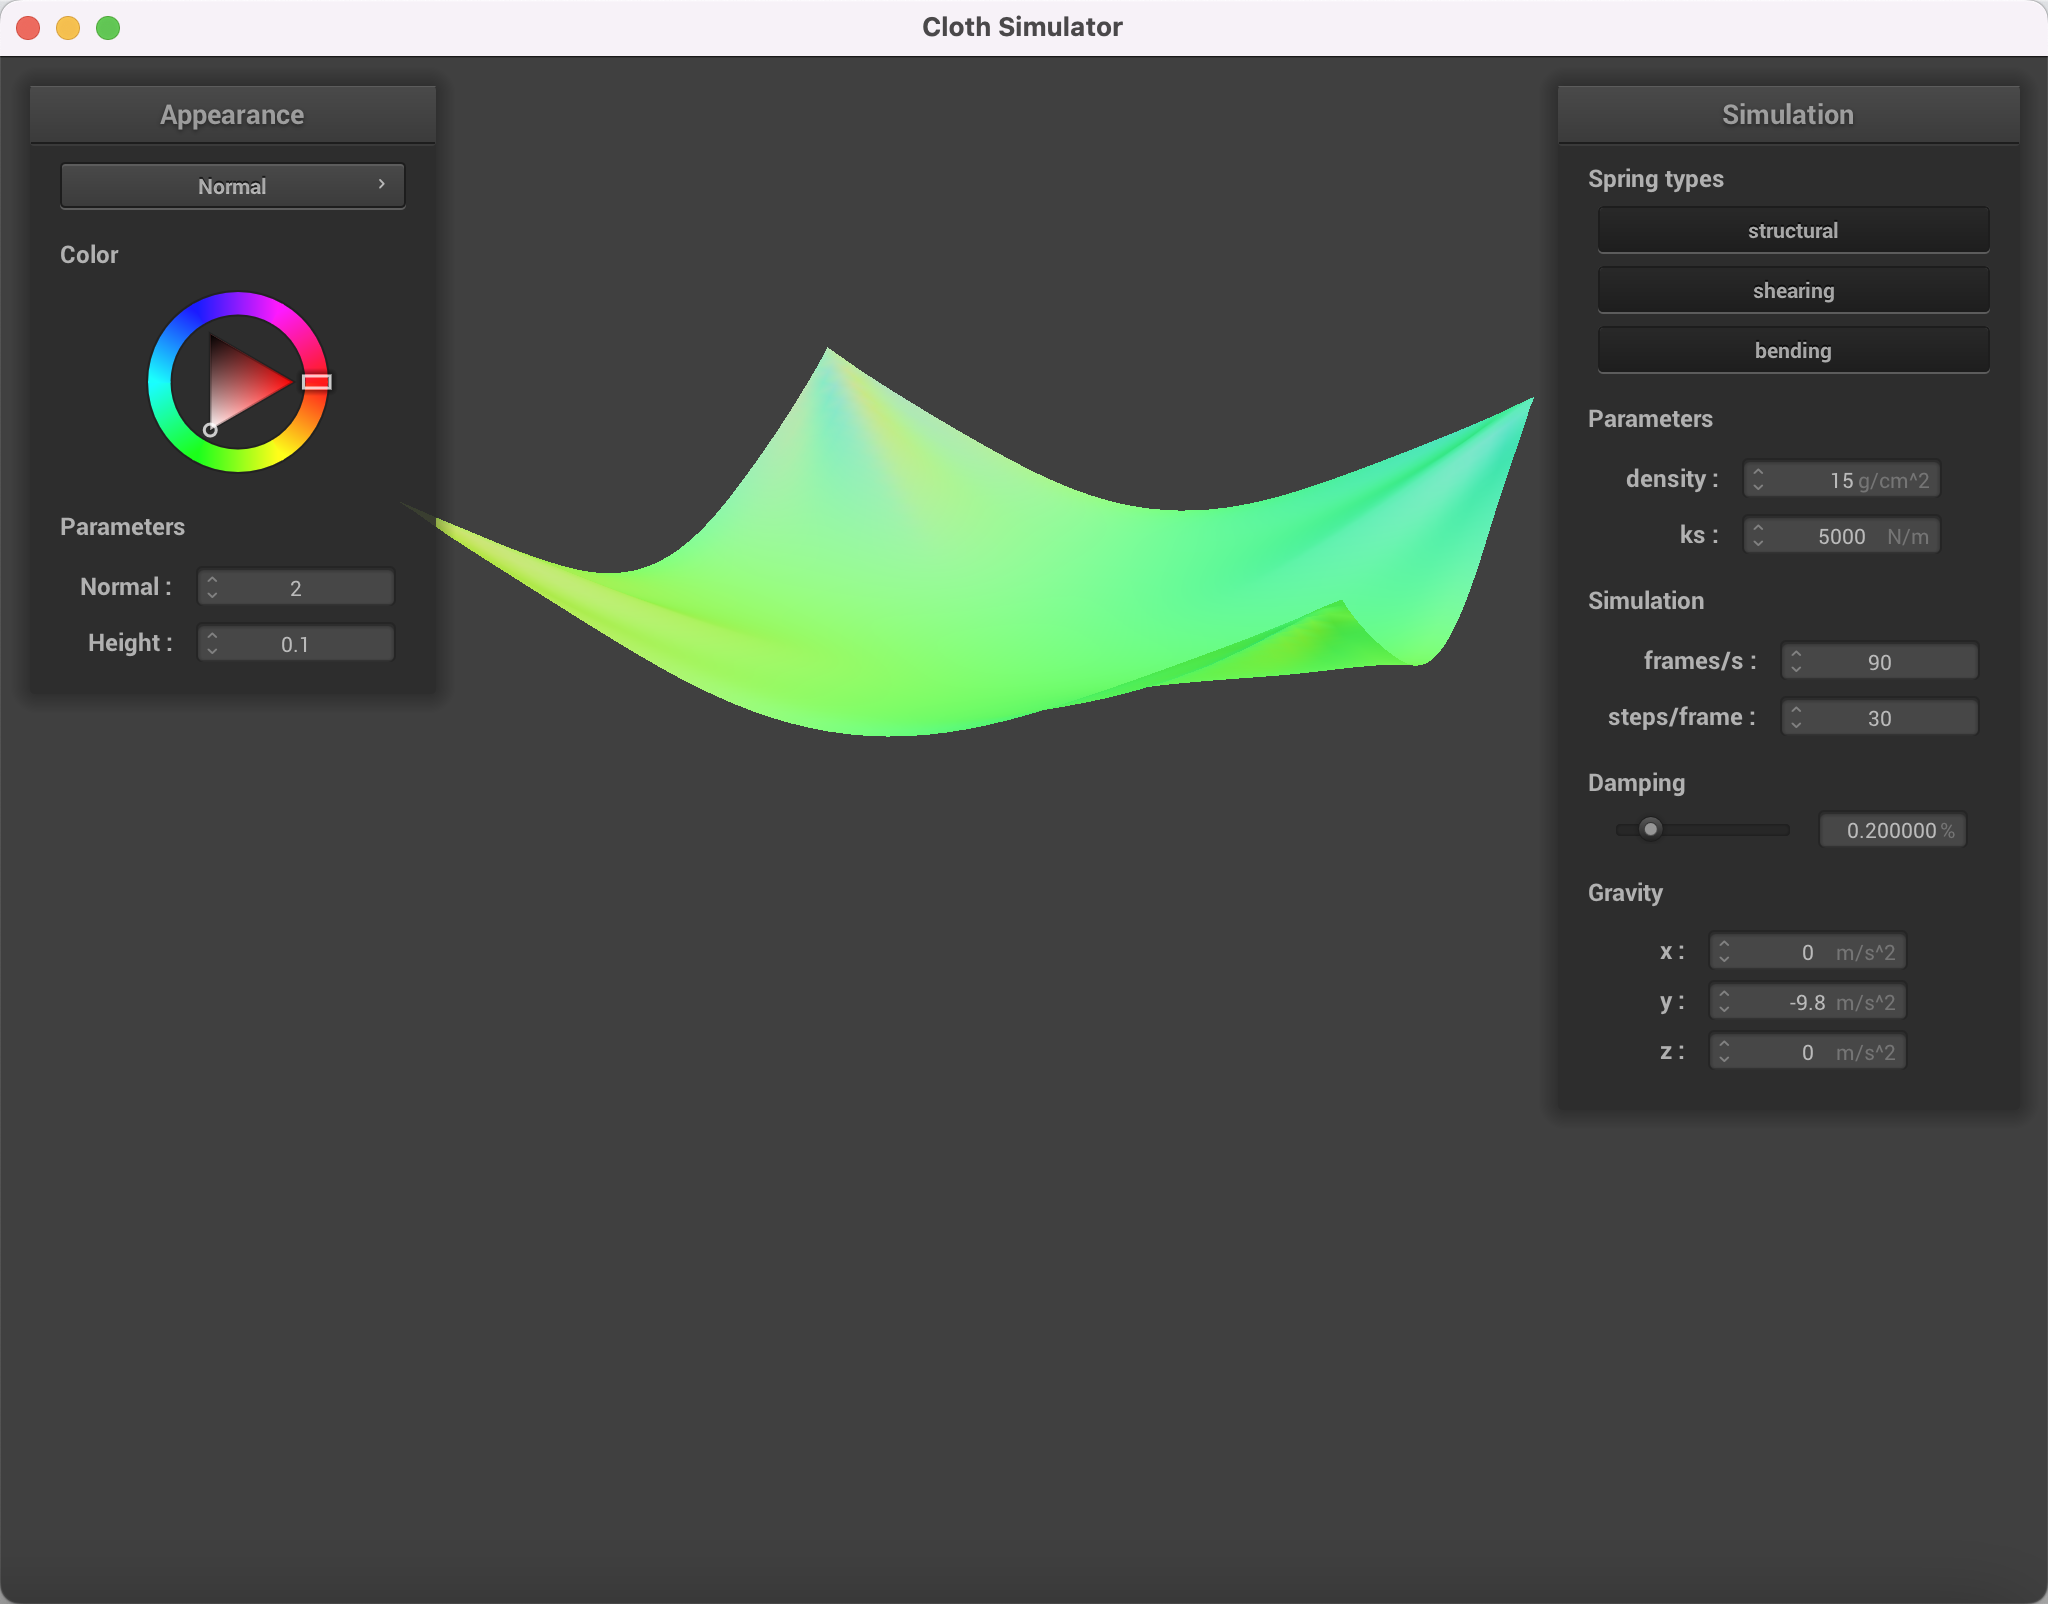 Cloth Simulator
Appearance
Normal
Color
Parameters
Normal : 2
Height : 0.1
Simulation
Spring types
structural
shearing
bending
Parameters
density : 15 g/cm^2
ks : 5000 N/m
Simulation
frames/s : 90
steps/frame : 30
Damping
0.200000 %
Gravity
x : 0 m/s^2
y : -9.8 m/s^2
z : 0 m/s^2